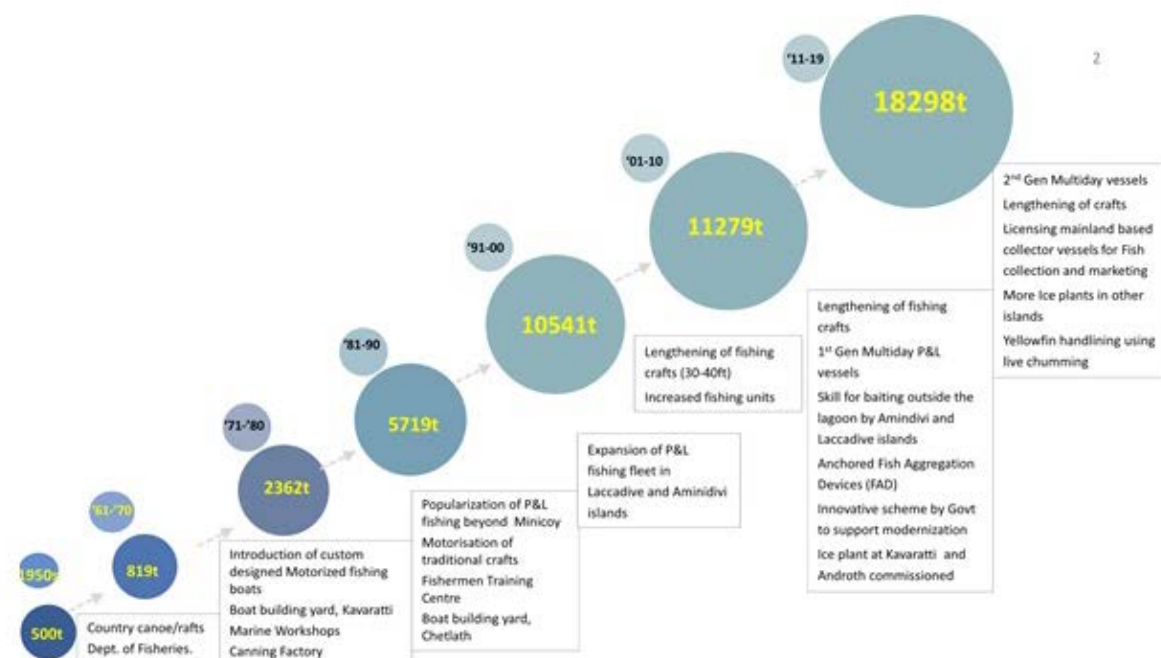 2
'11-19
18298t
2nd Gen Multiday vessels
Lengthening of crafts
Licensing mainland based
collector vessels for Fish
collection and marketing
More Ice plants in other
islands
Yellowfin handlining using
live chumming
'01-10
11279t
Lengthening of fishing
crafts
1st Gen Multiday P&L
vessels
Skill for baiting outside the
lagoon by Amindivi and
Laccadive islands
Anchored Fish Aggregation
Devices (FAD)
Innovative scheme by Govt
to support modernization
Ice plant at Kavaratti and
Androth commissioned
'91-00
10541t
Lengthening of fishing
crafts (30-40ft)
Increased fishing units
'81-90
5719t
Expansion of P&L
fishing fleet in
Laccadive and Aminidivi
islands
'71-'80
2362t
Popularization of P&L
fishing beyond Minicoy
Motorisation of
traditional crafts
Fishermen Training
Centre
Boat building yard,
Chetlath
'61-'70
819t
Introduction of custom
designed Motorized fishing
boats
Boat building yard, Kavaratti
Marine Workshops
Canning Factory
1950s
500t
Country canoe/rafts
Dept. of Fisheries.